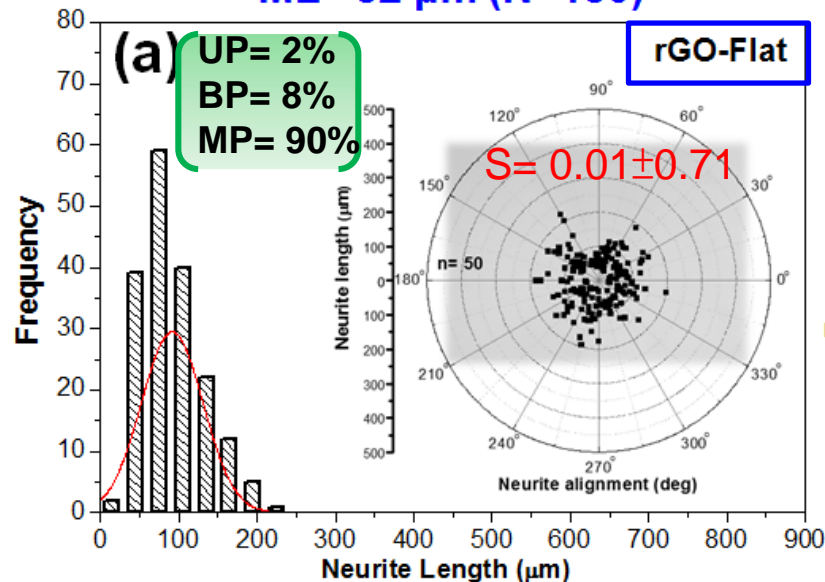 (a)
UP= 2%
BP= 8%
MP= 90%
rGO-Flat
S= 0.01±0.71
n= 50
Frequency
80
70
60
50
40
30
20
10
0
0 100 200 300 400 500 600 700 800 900
Neurite Length (µm)
Neurite length (µm)
500
400
300
200
100
0
100
200
300
400
500
90°
120° 60°
150° 30°
180° 0°
210° 330°
240° 300°
270°
Neurite alignment (deg)